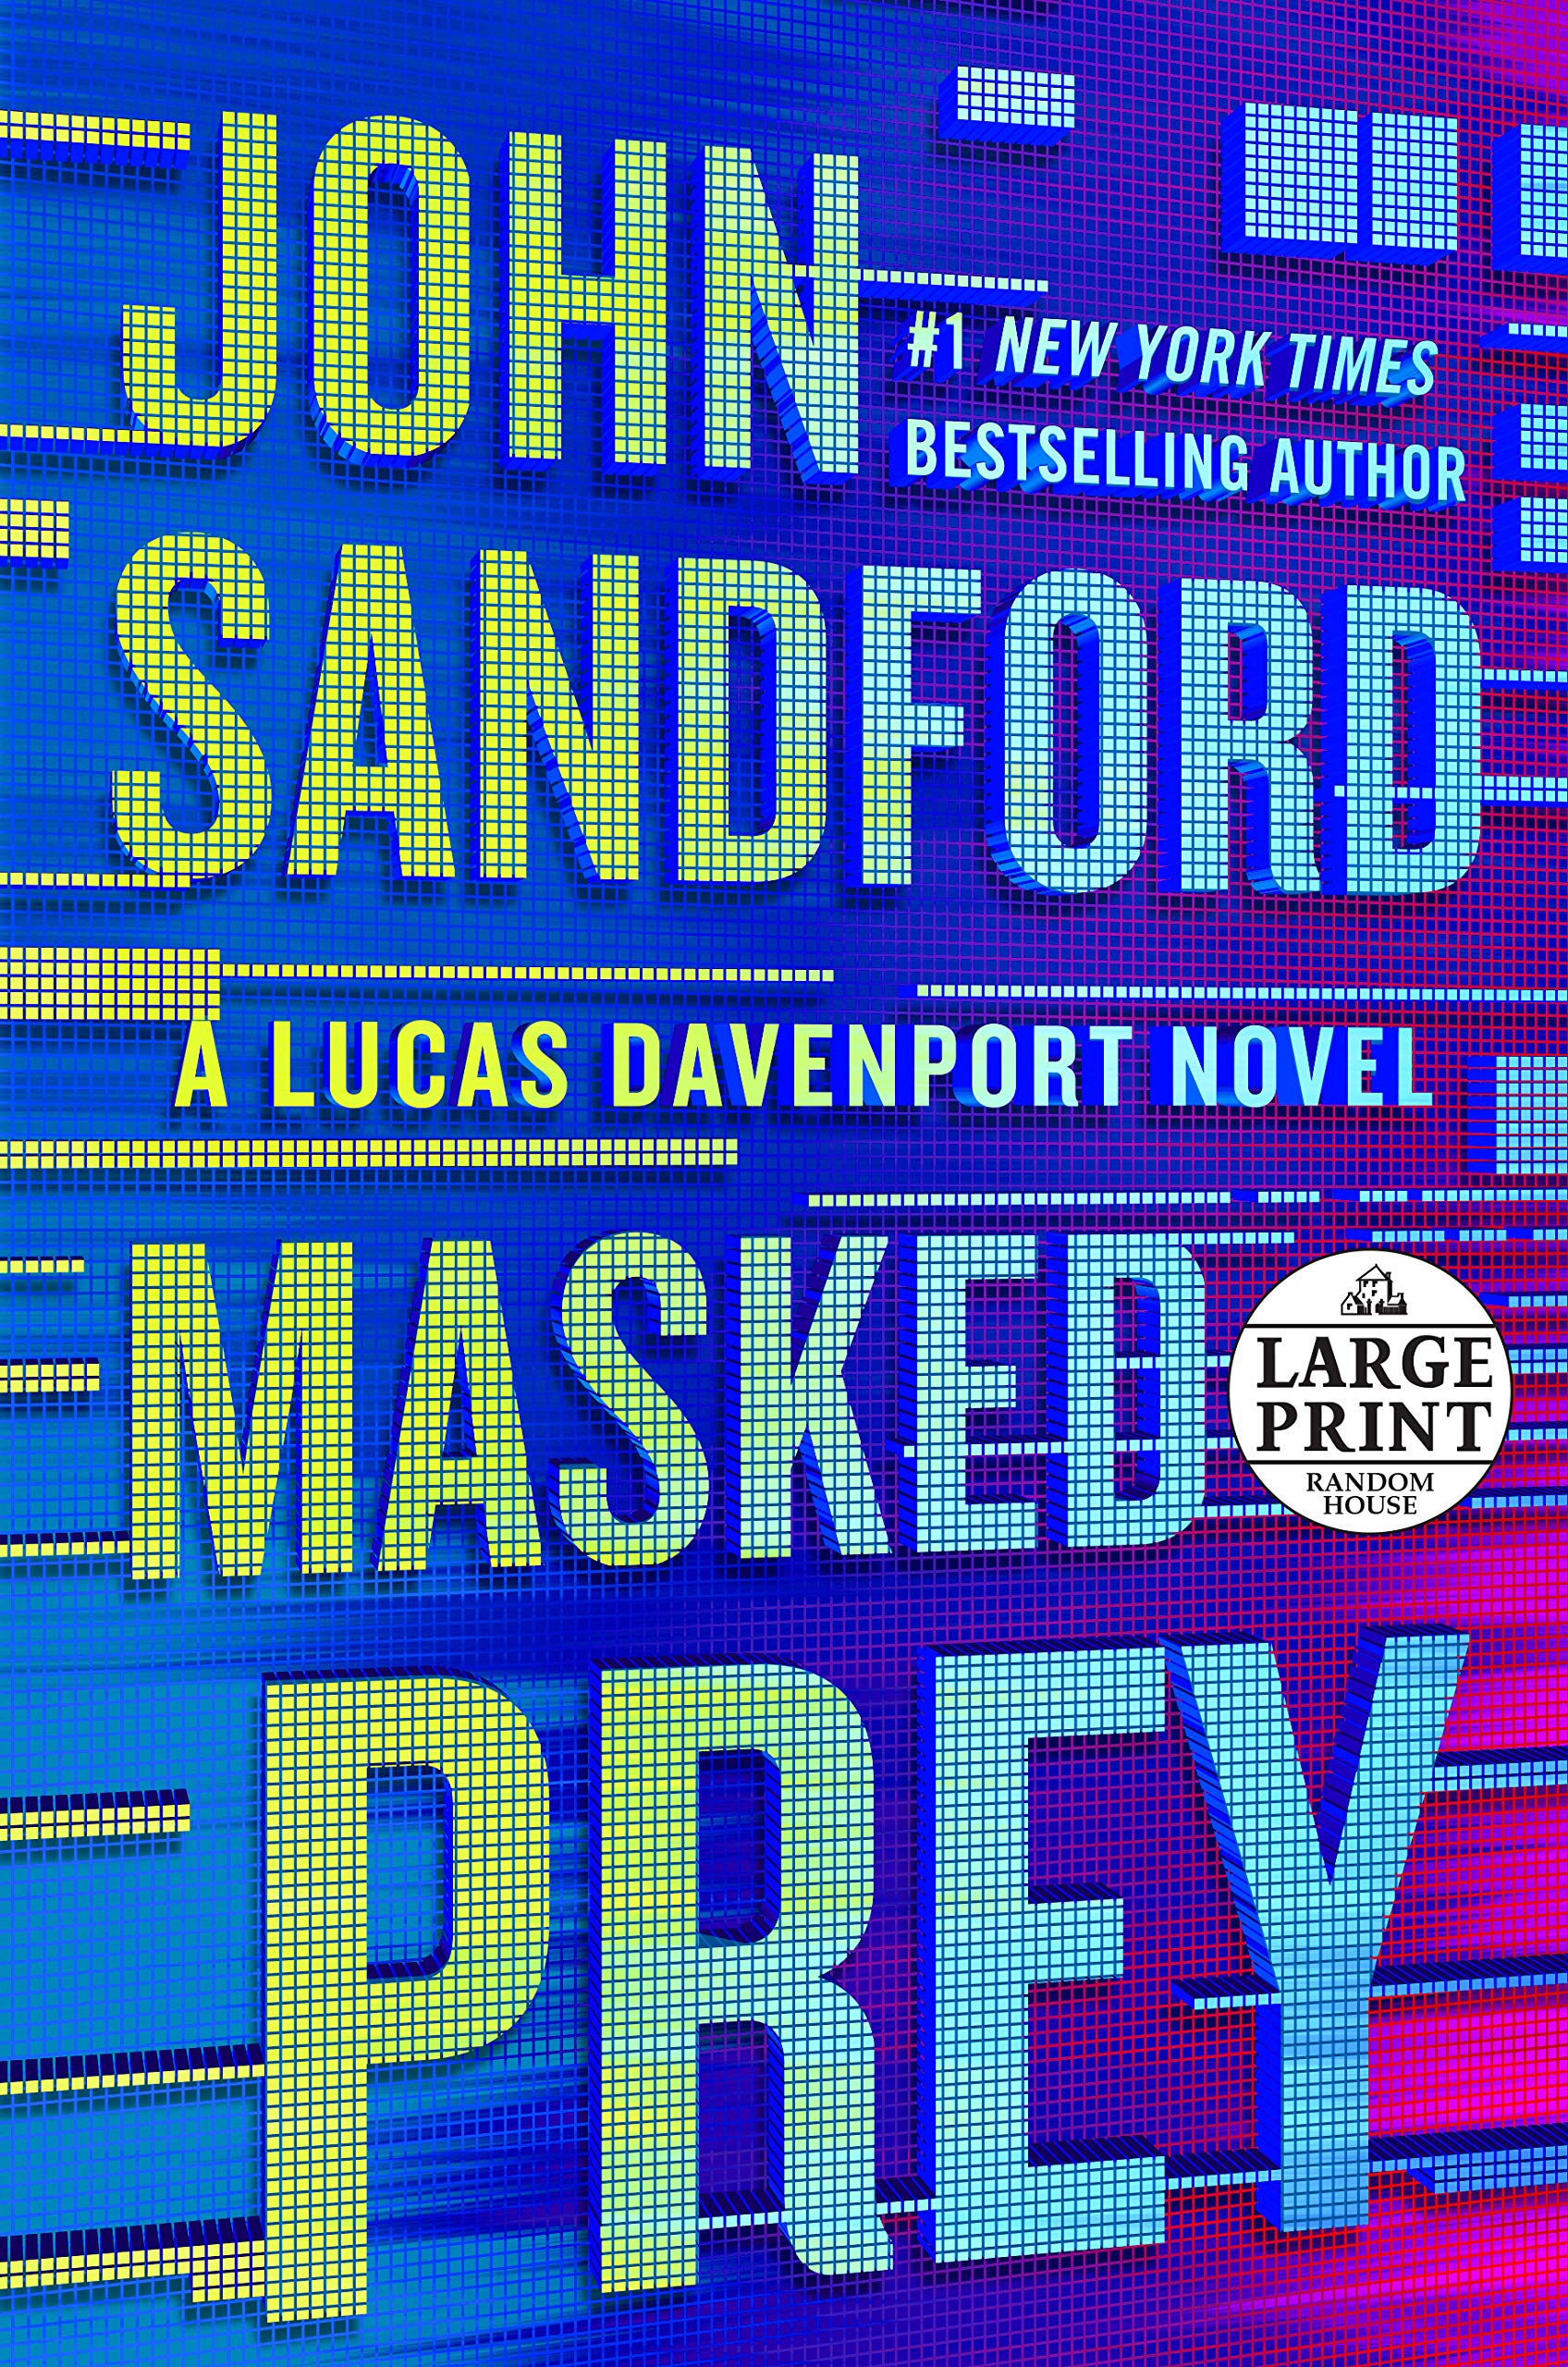 JOHN
#1 NEW YORK TIMES
BESTSELLING AUTHOR
SANDFORD
A LUCAS DAVENPORT NOVEL
MASKED
LARGE
PRINT
RANDOM
HOUSE
PREY